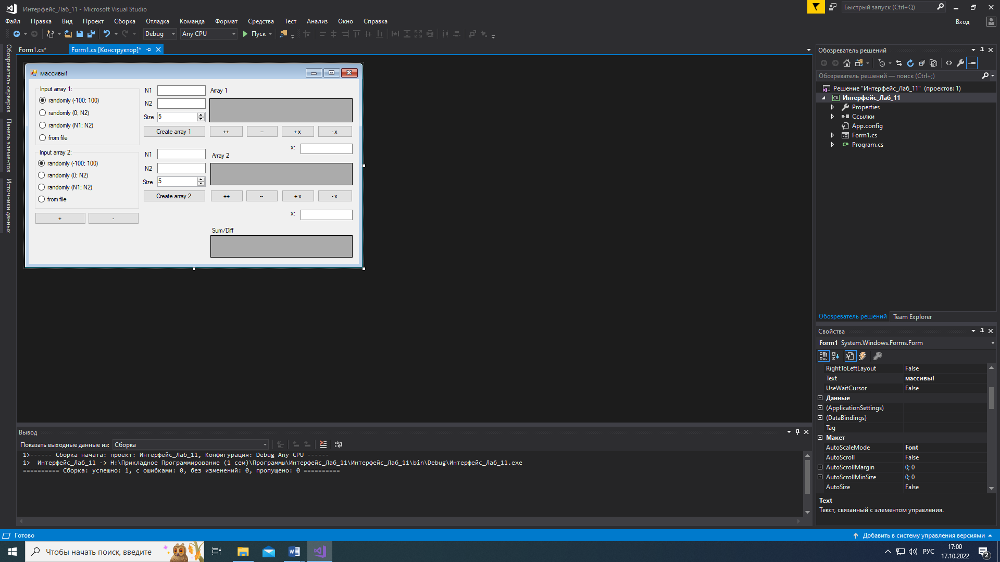 Интерфейс_Лаб_11 - Microsoft Visual Studio
Быстрый запуск (Ctrl+Q)
Файл Правка Вид Проект Сборка Отладка Команда Формат Средства Тест Анализ Окно Справка
Вход
Debug Any CPU Пуск
Обозреватель серверов
Панель элементов
Источники данных
Form1.cs* Form1.cs [Конструктор]*
массивы!
Input array 1:
randomly (-100; 100)
randomly (0; N2)
randomly (N1; N2)
from file
N1
N2
Size 5
Create array 1
Array 1
++ -- + x - x
x:
Input array 2:
randomly (-100; 100)
randomly (0; N2)
randomly (N1; N2)
from file
N1
N2
Size 5
Create array 2
Array 2
++ -- + x - x
x:
+ -
Sum/Diff
Обозреватель решений
Обозреватель решений — поиск (Ctrl+;)
Решение "Интерфейс_Лаб_11" (проектов: 1)
C# Интерфейс_Лаб_11
Properties
Ссылки
App.config
Form1.cs
C# Program.cs
Обозреватель решений Team Explorer
Свойства
Form1 System.Windows.Forms.Form
RightToLeftLayout False
Text массивы!
UseWaitCursor False
Данные
(ApplicationSettings)
(DataBindings)
Tag
Макет
AutoScaleMode Font
AutoScroll False
AutoScrollMargin 0; 0
AutoScrollMinSize 0; 0
AutoSize False
Text
Текст, связанный с элементом управления.
Вывод
Показать выходные данные из: Сборка
1>------ Сборка начата: проект: Интерфейс_Лаб_11, Конфигурация: Debug Any CPU ------
1>  Интерфейс_Лаб_11 -> H:\Прикладное Программирование (1 сем)\Программы\Интерфейс_Лаб_11\Интерфейс_Лаб_11\bin\Debug\Интерфейс_Лаб_11.exe
========== Сборка: успешно: 1, с ошибками: 0, без изменений: 0, пропущено: 0 ==========
Готово
Добавить в систему управления версиями
Чтобы начать поиск, введите
РУС
17:00
17.10.2022
2